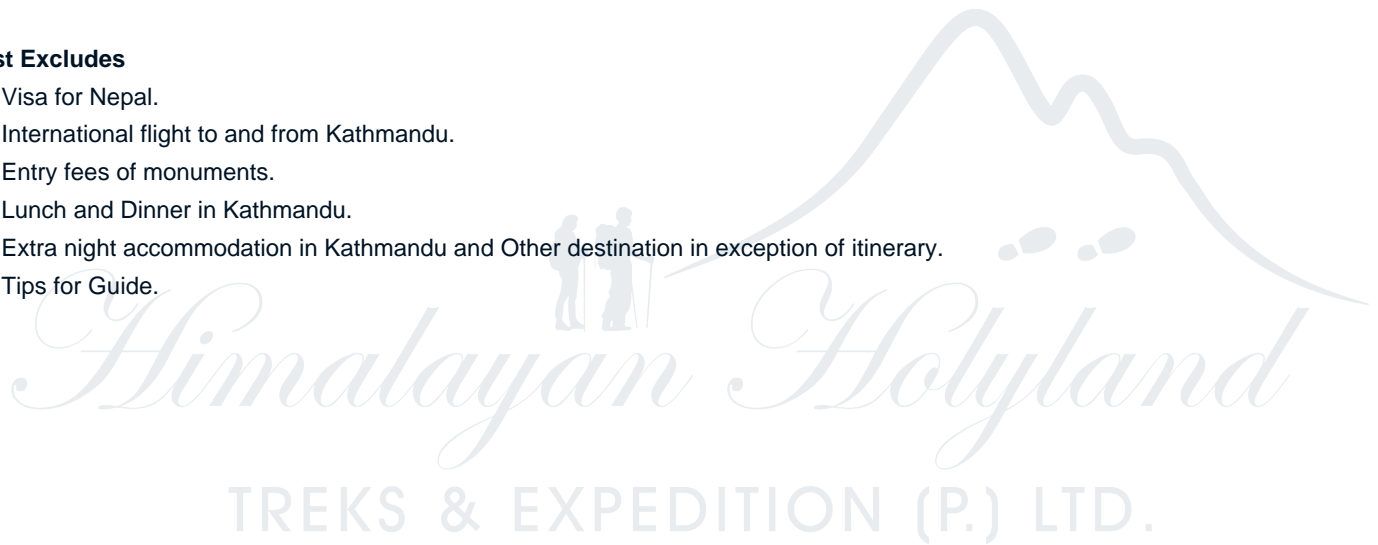 st Excludes
Visa for Nepal.
International flight to and from Kathmandu.
Entry fees of monuments.
Lunch and Dinner in Kathmandu.
Extra night accommodation in Kathmandu and Other destination in exception of itinerary.
Tips for Guide.
Himalayan Holyland
TREKS & EXPEDITION (P.) LTD.